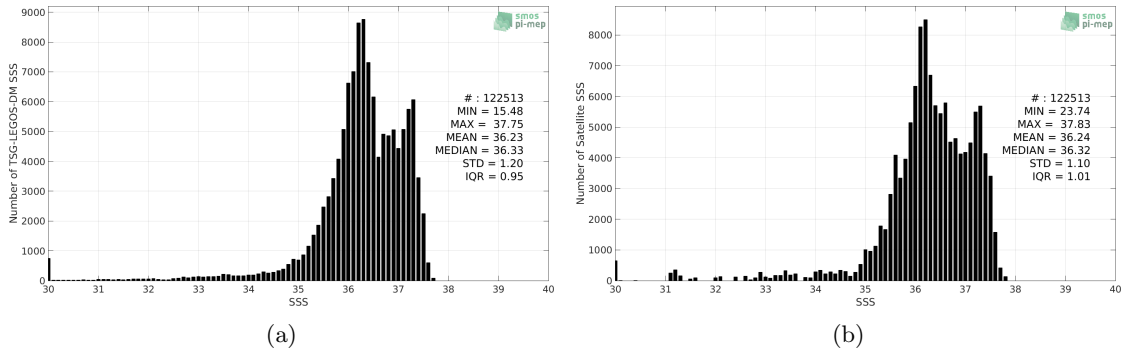 9000
8000
7000
6000
5000
4000
3000
2000
1000
0
Number of TSG-LEGOS-DM SSS
smos
pi-mep
# : 122513
MIN = 15.48
MAX = 37.75
MEAN = 36.23
MEDIAN = 36.33
STD = 1.20
IQR = 0.95
30 31 32 33 34 35 36 37 38 39 40
SSS
(a)
8000
7000
6000
5000
4000
3000
2000
1000
0
Number of Satellite SSS
smos
pi-mep
# : 122513
MIN = 23.74
MAX = 37.83
MEAN = 36.24
MEDIAN = 36.32
STD = 1.10
IQR = 1.01
30 31 32 33 34 35 36 37 38 39 40
SSS
(b)